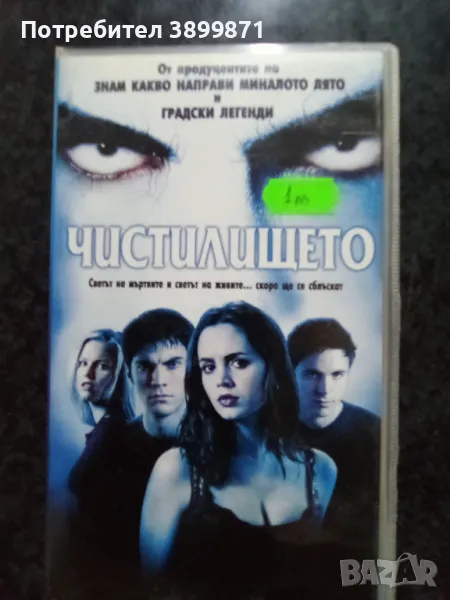 Потребител 3899871
От продуцентите на
ЗНАМ КАКВО НАПРАВИ МИНАЛОТО ЛЯТО
и
ГРАДСКИ ЛЕГЕНДИ
1лв
ЧИСТИЛИЩЕТО
Светът на мъртвите и светът на живите... скоро ще се сблъскат
BAZAR